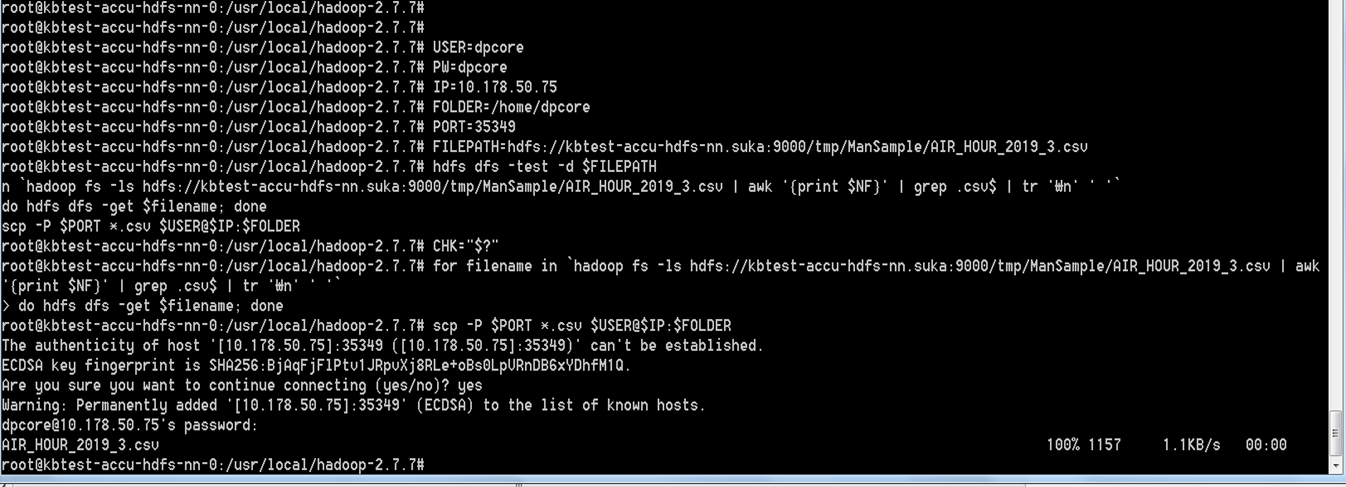 root@kbtest-accu-hdfs-nn-0:/usr/local/hadoop-2.7.7#
root@kbtest-accu-hdfs-nn-0:/usr/local/hadoop-2.7.7#
root@kbtest-accu-hdfs-nn-0:/usr/local/hadoop-2.7.7# USER=dpcore
root@kbtest-accu-hdfs-nn-0:/usr/local/hadoop-2.7.7# PW=dpcore
root@kbtest-accu-hdfs-nn-0:/usr/local/hadoop-2.7.7# IP=10.178.50.75
root@kbtest-accu-hdfs-nn-0:/usr/local/hadoop-2.7.7# FOLDER=/home/dpcore
root@kbtest-accu-hdfs-nn-0:/usr/local/hadoop-2.7.7# PORT=35349
root@kbtest-accu-hdfs-nn-0:/usr/local/hadoop-2.7.7# FILEPATH=hdfs://kbtest-accu-hdfs-nn.suka:9000/tmp/ManSample/AIR_HOUR_2019_3.csv
root@kbtest-accu-hdfs-nn-0:/usr/local/hadoop-2.7.7# hdfs dfs -test -d $FILEPATH
n `hadoop fs -ls hdfs://kbtest-accu-hdfs-nn.suka:9000/tmp/ManSample/AIR_HOUR_2019_3.csv | awk '{print $NF}' | grep .csv$ | tr '₩n' ' '`
do hdfs dfs -get $filename; done
scp -P $PORT *.csv $USER@$IP:$FOLDER
root@kbtest-accu-hdfs-nn-0:/usr/local/hadoop-2.7.7# CHK="$?"
root@kbtest-accu-hdfs-nn-0:/usr/local/hadoop-2.7.7# for filename in `hadoop fs -ls hdfs://kbtest-accu-hdfs-nn.suka:9000/tmp/ManSample/AIR_HOUR_2019_3.csv | awk
'{print $NF}' | grep .csv$ | tr '₩n' ' '`
> do hdfs dfs -get $filename; done
root@kbtest-accu-hdfs-nn-0:/usr/local/hadoop-2.7.7# scp -P $PORT *.csv $USER@$IP:$FOLDER
The authenticity of host '[10.178.50.75]:35349 ([10.178.50.75]:35349)' can't be established.
ECDSA key fingerprint is SHA256:BjAqFjFlPtv1JRpvXj8RLe+oBs0LpVRnDB6xYDhfM1Q.
Are you sure you want to continue connecting (yes/no)? yes
Warning: Permanently added '[10.178.50.75]:35349' (ECDSA) to the list of known hosts.
dpcore@10.178.50.75's password:
AIR_HOUR_2019_3.csv 100% 1157 1.1KB/s 00:00
root@kbtest-accu-hdfs-nn-0:/usr/local/hadoop-2.7.7#